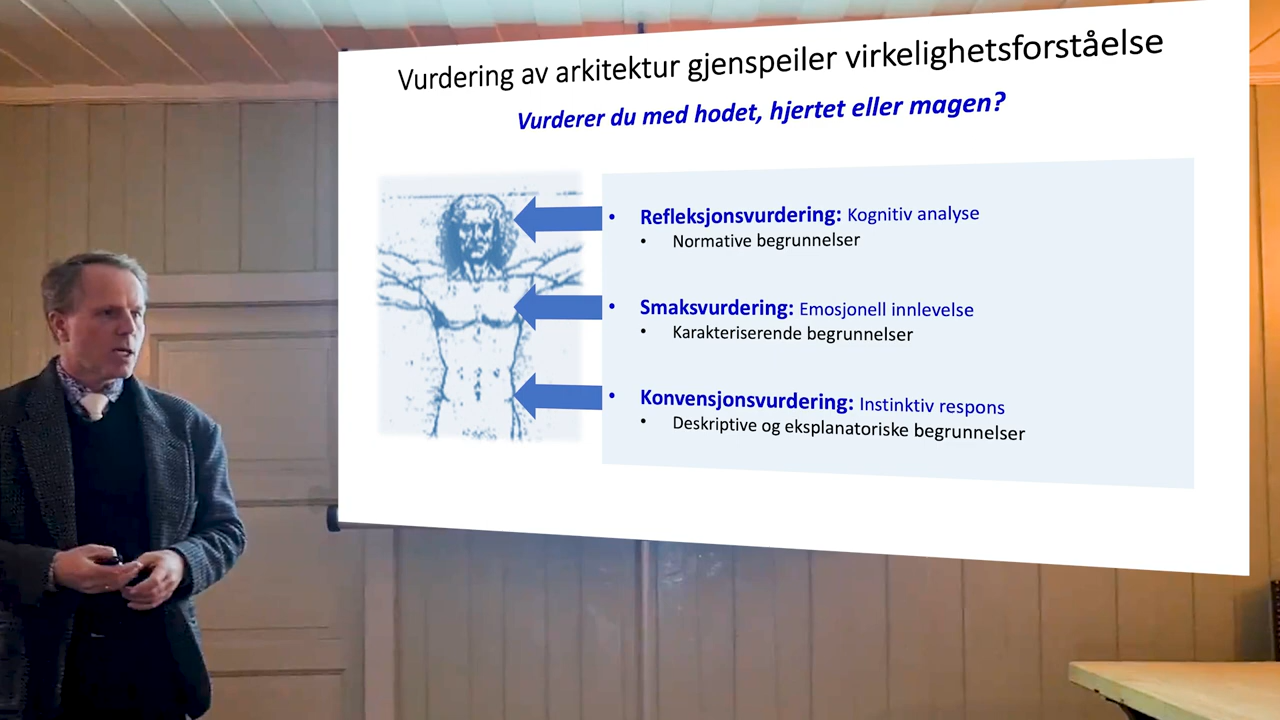 Vurdering av arkitektur gjenspeiler virkelighetsforståelse
Vurderer du med hodet, hjertet eller magen?
• Refleksjonsvurdering: Kognitiv analyse
• Normative begrunnelser
• Smaksvurdering: Emosjonell innlevelse
• Karakteriserende begrunnelser
• Konvensjonsvurdering: Instinktiv respons
• Deskriptive og eksplanatoriske begrunnelser